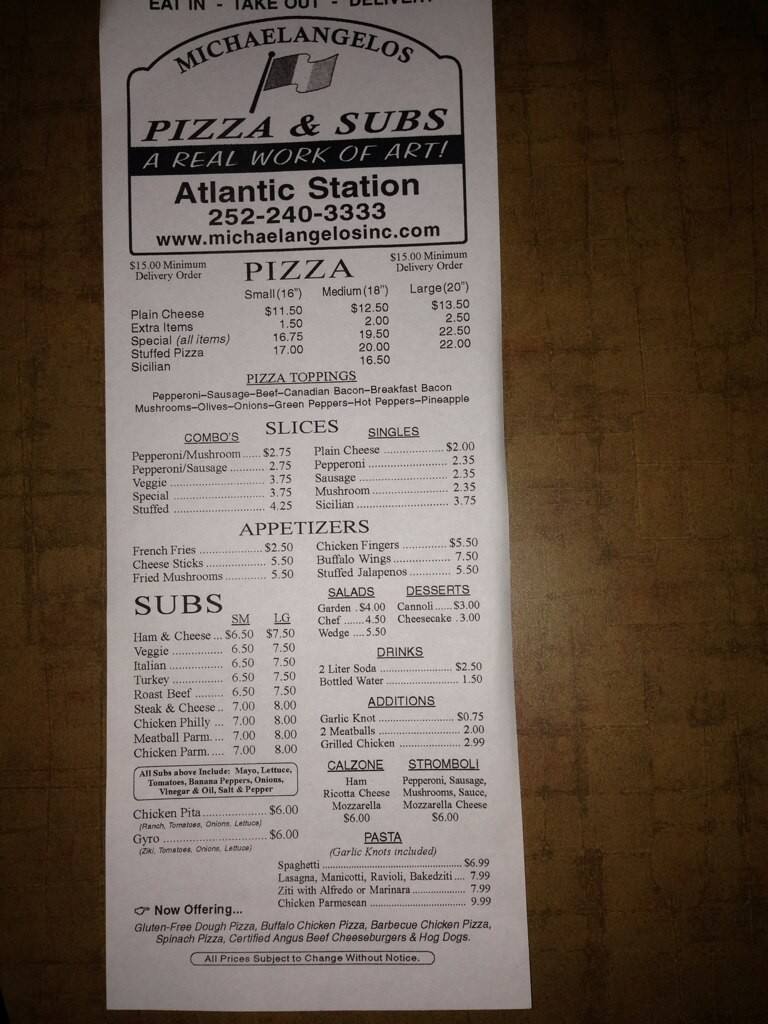 EAT IN - TAKE OUT - DELIVERY
MICHAELANGELOS
PIZZA & SUBS
A REAL WORK OF ART!
Atlantic Station
252-240-3333
www.michaelangelosinc.com
$15.00 Minimum Delivery Order
PIZZA
$15.00 Minimum Delivery Order
Small (16") Medium (18") Large (20")
Plain Cheese $11.50 $12.50 $13.50
Extra Items 1.50 2.00 2.50
Special (all items) 16.75 19.50 22.50
Stuffed Pizza 17.00 20.00 22.00
Sicilian 16.50
PIZZA TOPPINGS
Pepperoni–Sausage–Beef–Canadian Bacon–Breakfast Bacon
Mushrooms–Olives–Onions–Green Peppers–Hot Peppers–Pineapple
SLICES
COMBO'S
Pepperoni/Mushroom ...... $2.75
Pepperoni/Sausage ........... 2.75
Veggie ............................ 3.75
Special ............................ 3.75
Stuffed ............................ 4.25
SINGLES
Plain Cheese .................. $2.00
Pepperoni ........................ 2.35
Sausage ........................... 2.35
Mushroom ....................... 2.35
Sicilian ............................ 3.75
APPETIZERS
French Fries ................... $2.50
Cheese Sticks .................. 5.50
Fried Mushrooms ............ 5.50
Chicken Fingers .............. $5.50
Buffalo Wings ................. 7.50
Stuffed Jalapenos ............ 5.50
SUBS
SM LG
Ham & Cheese ... $6.50 $7.50
Veggie ................ 6.50 7.50
Italian ................. 6.50 7.50
Turkey ................ 6.50 7.50
Roast Beef ......... 6.50 7.50
Steak & Cheese .. 7.00 8.00
Chicken Philly ... 7.00 8.00
Meatball Parm. ... 7.00 8.00
Chicken Parm. .... 7.00 8.00
All Subs above Include: Mayo, Lettuce,
Tomatoes, Banana Peppers, Onions,
Vinegar & Oil, Salt & Pepper
Chicken Pita ...................... $6.00
(Ranch, Tomatoes, Onions, Lettuce)
Gyro .................................. $6.00
(Ziki, Tomatoes, Onions, Lettuce)
SALADS
Garden . $4.00
Chef ...... 4.50
Wedge .... 5.50
DESSERTS
Cannoli ...... $3.00
Cheesecake . 3.00
DRINKS
2 Liter Soda ............................ $2.50
Bottled Water .......................... 1.50
ADDITIONS
Garlic Knot ............................. $0.75
2 Meatballs ............................. 2.00
Grilled Chicken ....................... 2.99
CALZONE
Ham
Ricotta Cheese
Mozzarella
$6.00
STROMBOLI
Pepperoni, Sausage,
Mushrooms, Sauce,
Mozzarella Cheese
$6.00
PASTA
(Garlic Knots included)
Spaghetti ............................................. $6.99
Lasagna, Manicotti, Ravioli, Bakedziti .... 7.99
Ziti with Alfredo or Marinara ................. 7.99
Chicken Parmesean ............................... 9.99
☞ Now Offering...
Gluten-Free Dough Pizza, Buffalo Chicken Pizza, Barbecue Chicken Pizza,
Spinach Pizza, Certified Angus Beef Cheeseburgers & Hog Dogs.
All Prices Subject to Change Without Notice.